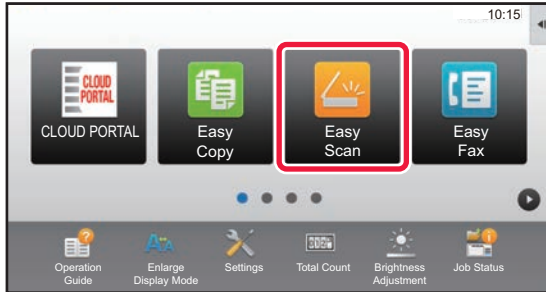 10:15
CLOUD
PORTAL
CLOUD PORTAL
Easy
Copy
Easy
Scan
Easy
Fax
Operation
Guide
Enlarge
Display Mode
Settings
Total Count
Brightness
Adjustment
Job Status